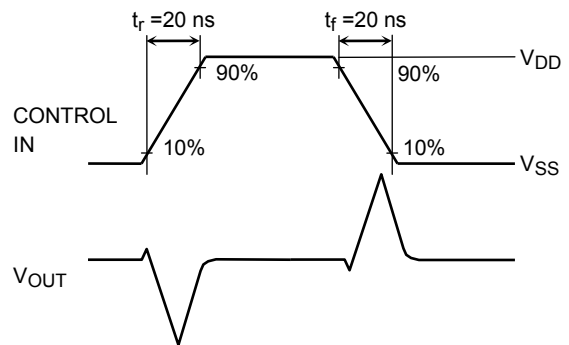 tr =20 ns
tf =20 ns
VDD
90%
90%
CONTROL
IN
10%
10%
VSS
VOUT